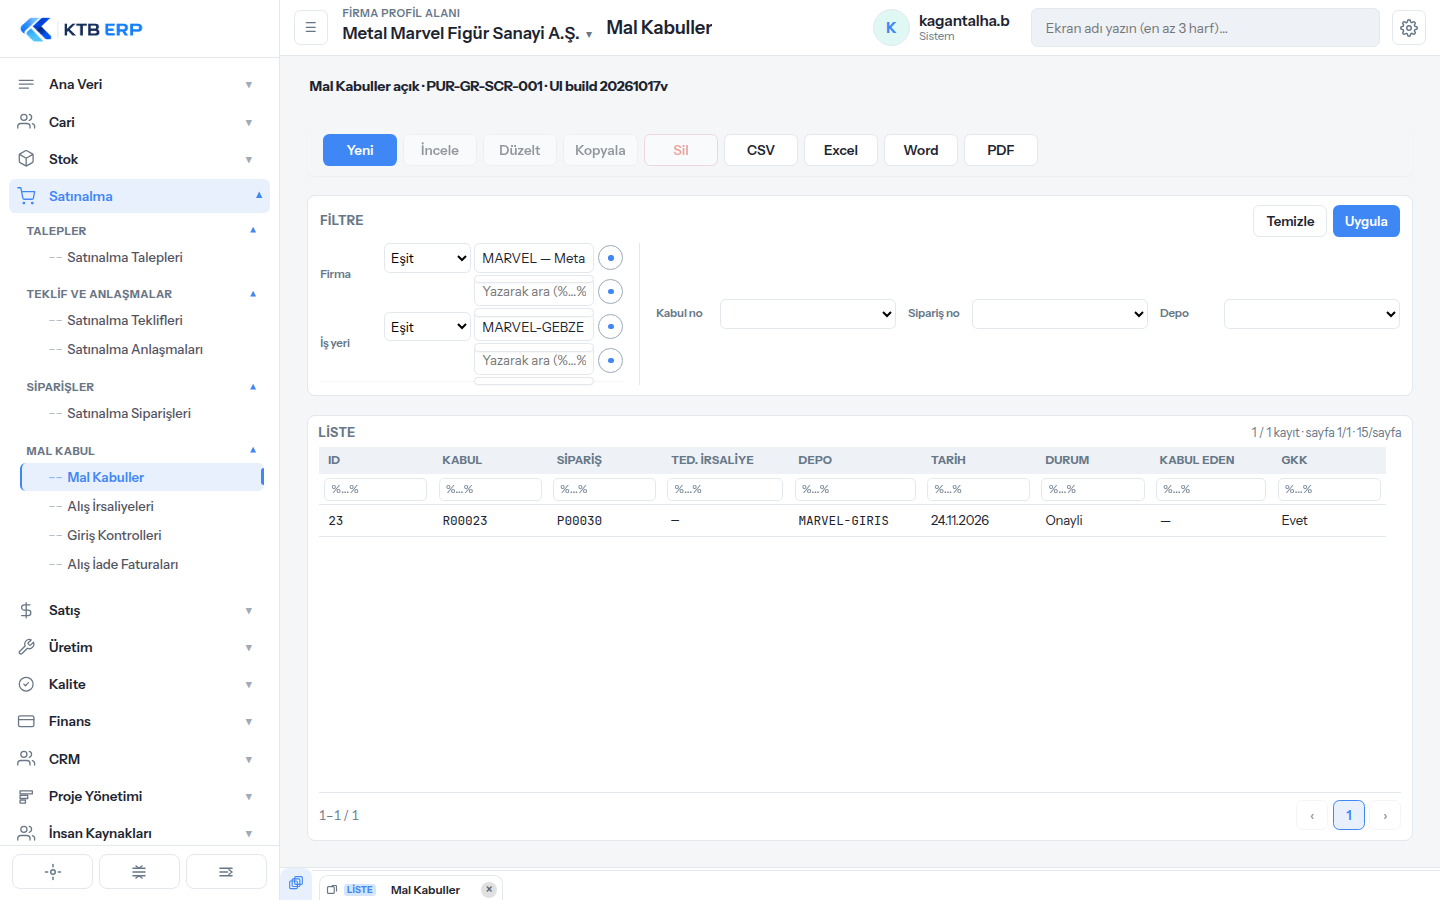 KTB ERP
Ana Veri
Cari
Stok
Satınalma
TALEPLER
Satınalma Talepleri
TEKLİF VE ANLAŞMALAR
Satınalma Teklifleri
Satınalma Anlaşmaları
SİPARİŞLER
Satınalma Siparişleri
MAL KABUL
Mal Kabuller
Alış İrsaliyeleri
Giriş Kontrolleri
Alış İade Faturaları
Satış
Üretim
Kalite
Finans
CRM
Proje Yönetimi
İnsan Kaynakları
FİRMA PROFİL ALANI
Metal Marvel Figür Sanayi A.Ş. ▾ Mal Kabuller
K kagantalha.b
Sistem
Ekran adı yazın (en az 3 harf)...
Mal Kabuller açık · PUR-GR-SCR-001 · UI build 20261017v
Yeni İncele Düzelt Kopyala Sil CSV Excel Word PDF
FİLTRE Temizle Uygula
Firma Eşit MARVEL — Meta
Yazarak ara (%...%
İş yeri Eşit MARVEL-GEBZE
Yazarak ara (%...%
Kabul no Sipariş no Depo
LİSTE 1 / 1 kayıt · sayfa 1/1 · 15/sayfa
ID KABUL SİPARİŞ TED. İRSALİYE DEPO TARİH DURUM KABUL EDEN GKK
%...% %...% %...% %...% %...% %...% %...% %...% %...%
23 R00023 P00030 — MARVEL-GIRIS 24.11.2026 Onayli — Evet
1–1 / 1 ‹ 1 ›
LİSTE Mal Kabuller ×